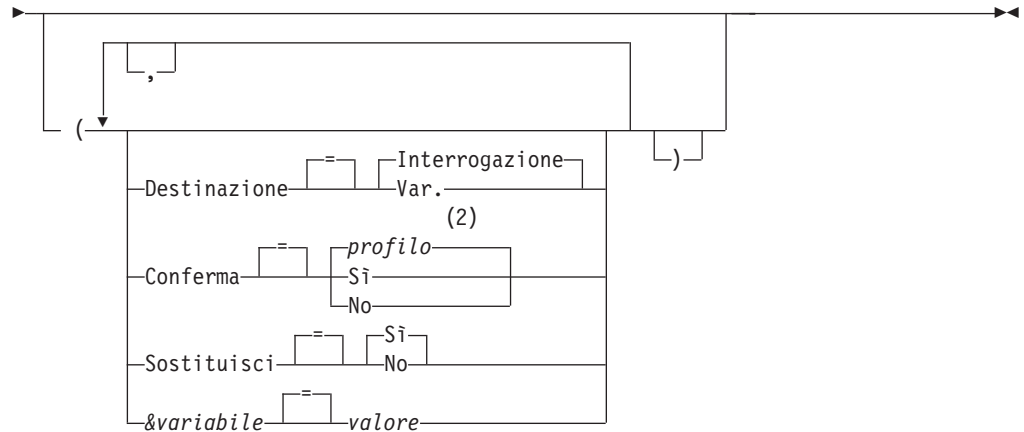 ,
(
)
=
Interrogazione
Destinazione
Var.
(2)
=
profilo
Conferma
Sì
No
=
Sì
Sostituisci
No
=
&variabile
valore